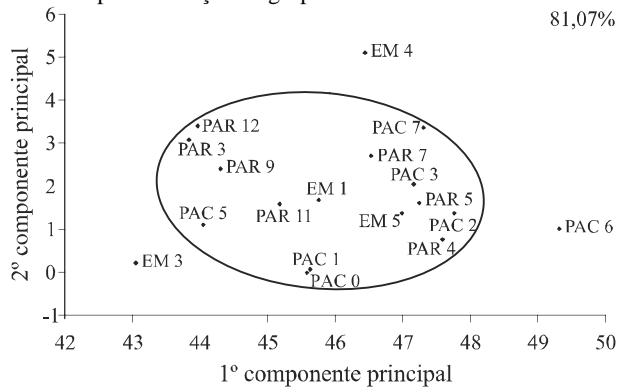 81,07%
6
5
4
3
2
1
0
-1
2º componente principal
EM 4
PAR 12
PAC 7
PAR 3
PAR 7
PAR 9
PAC 3
EM 1
PAR 5
PAR 11
PAC 5
EM 5
PAC 2
PAC 6
PAR 4
EM 3
PAC 1
PAC 0
42 43 44 45 46 47 48 49 50
1º componente principal